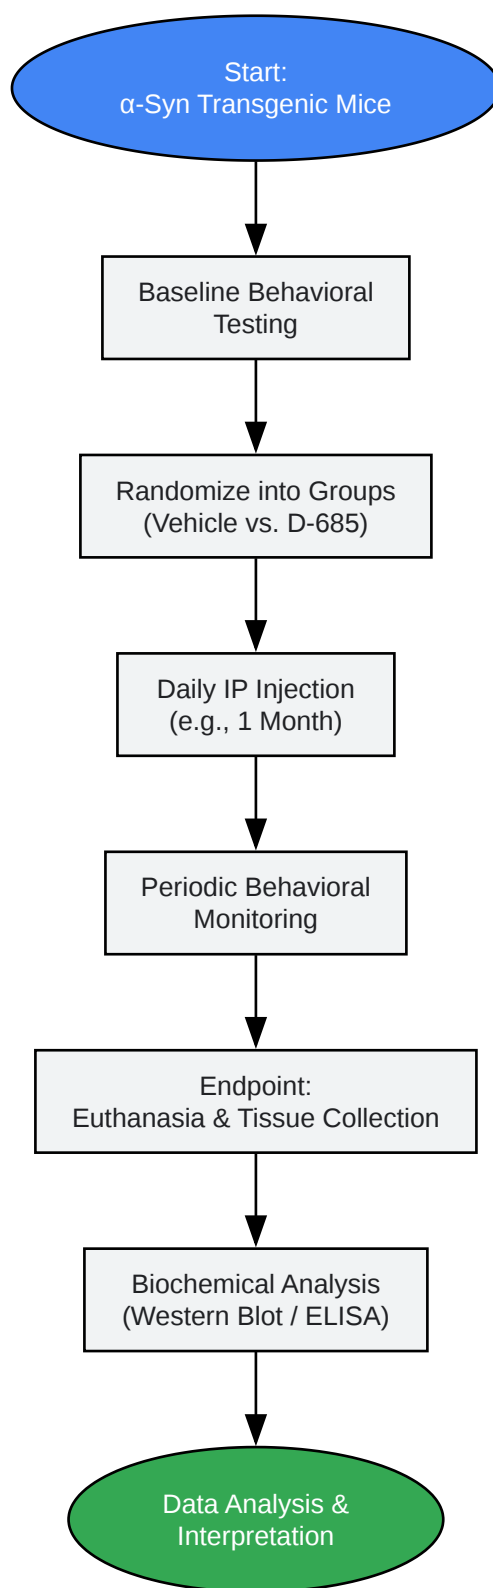 Start:
α-Syn Transgenic Mice
Baseline Behavioral
Testing
Randomize into Groups
(Vehicle vs. D-685)
Daily IP Injection
(e.g., 1 Month)
Periodic Behavioral
Monitoring
Endpoint:
Euthanasia & Tissue Collection
Biochemical Analysis
(Western Blot / ELISA)
Data Analysis &
Interpretation